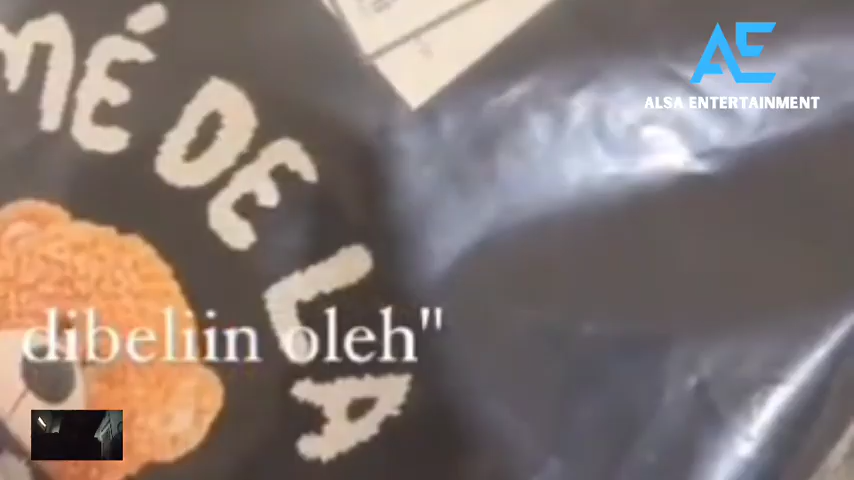 MÉ DE LA
AE
ALSA ENTERTAINMENT
dibeliin oleh"